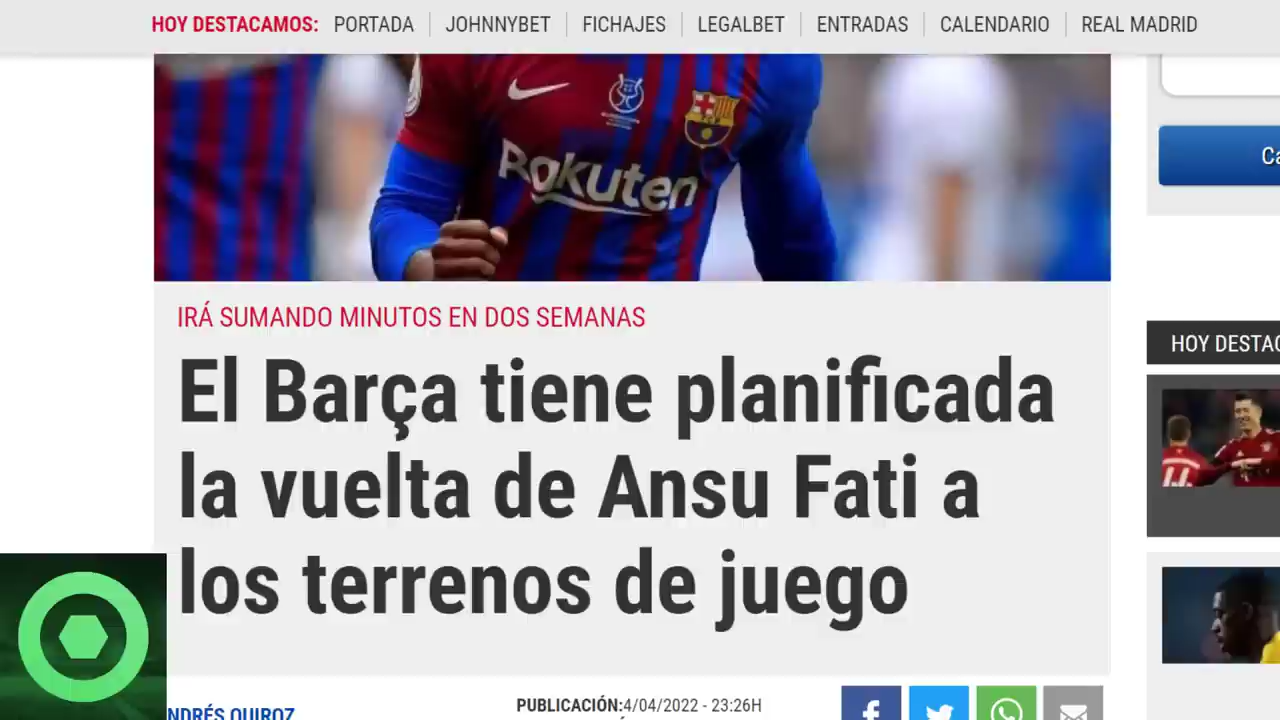 HOY DESTACAMOS: PORTADA JOHNNYBET FICHAJES LEGALBET ENTRADAS CALENDARIO REAL MADRID
Rakuten
IRÁ SUMANDO MINUTOS EN DOS SEMANAS
El Barça tiene planificada
la vuelta de Ansu Fati a
los terrenos de juego
HOY DESTAC
NDRÉS QUIROZ
PUBLICACIÓN:4/04/2022 - 23:26H